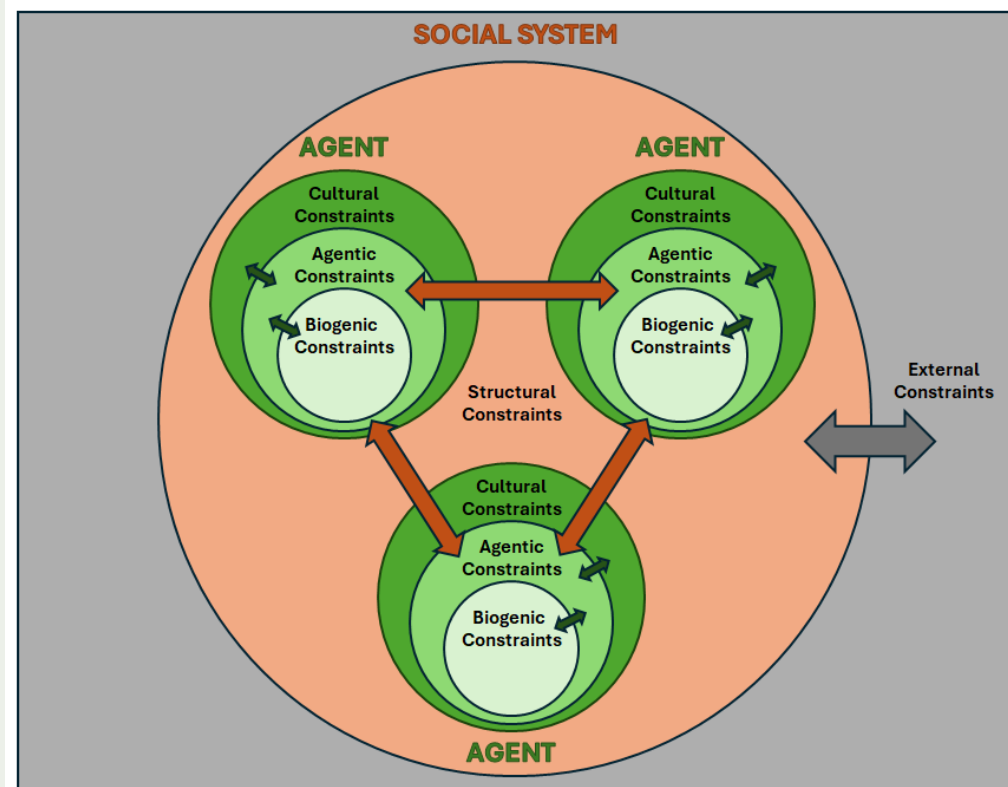 SOCIAL SYSTEM
AGENT
Cultural
Constraints
Agentic
Constraints
Biogenic
Constraints
AGENT
Cultural
Constraints
Agentic
Constraints
Biogenic
Constraints
Structural
Constraints
External
Constraints
Cultural
Constraints
Agentic
Constraints
Biogenic
Constraints
AGENT